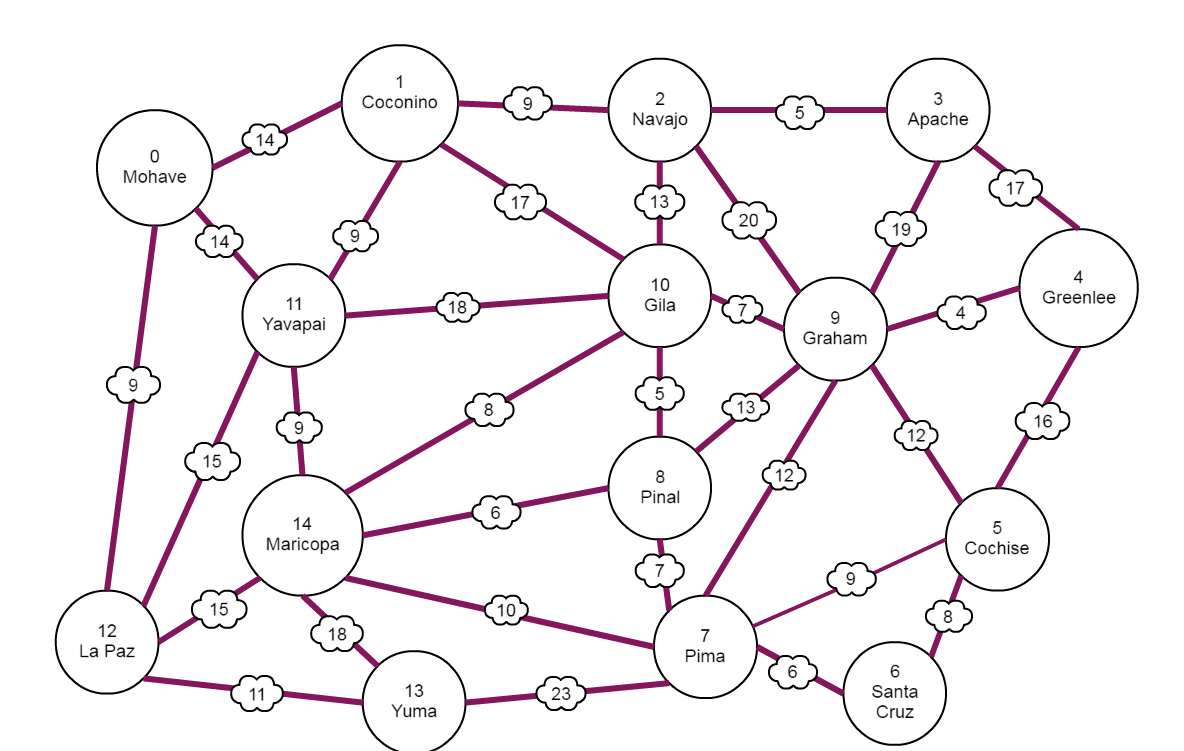 1
Coconino
2
Navajo
3
Apache
9
5
14
0
Mohave
17
17
13
20
19
14
9
4
Greenlee
10
Gila
11
Yavapai
18
7
9
Graham
4
9
5
8
13
16
9
12
15
12
8
Pinal
6
14
Maricopa
5
Cochise
7
9
15
10
8
12
La Paz
18
7
Pima
6
6
Santa
Cruz
11
23
13
Yuma